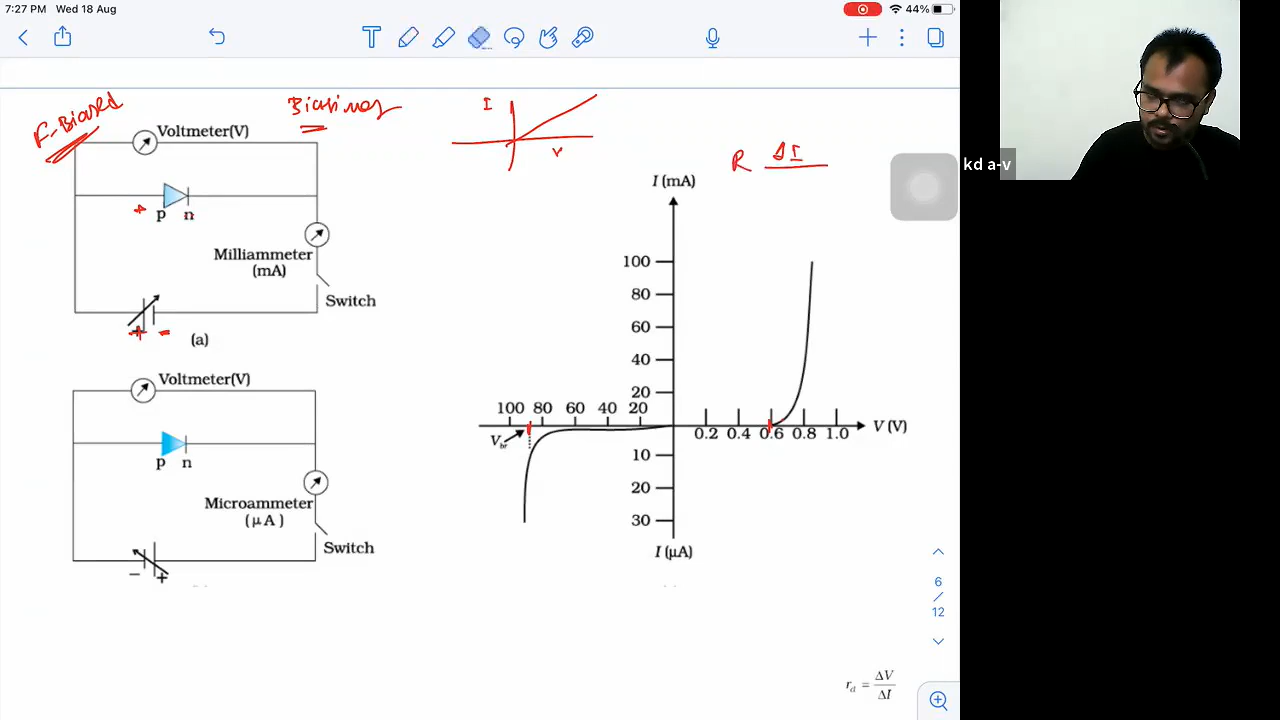 7:27 PM Wed 18 Aug
44%
F-Biased
Biasing
I
V
R ΔI
kd a-v
Voltmeter(V)
+ p n
Milliammeter
(mA)
Switch
+ −
(a)
Voltmeter(V)
p n
Microammeter
(μA)
Switch
− +
I (mA)
100
80
60
40
20
100 80 60 40 20
0.2 0.4 0.6 0.8 1.0 V (V)
Vbr
10
20
30
I (μA)
6
/
12
rd = ΔV/ΔI